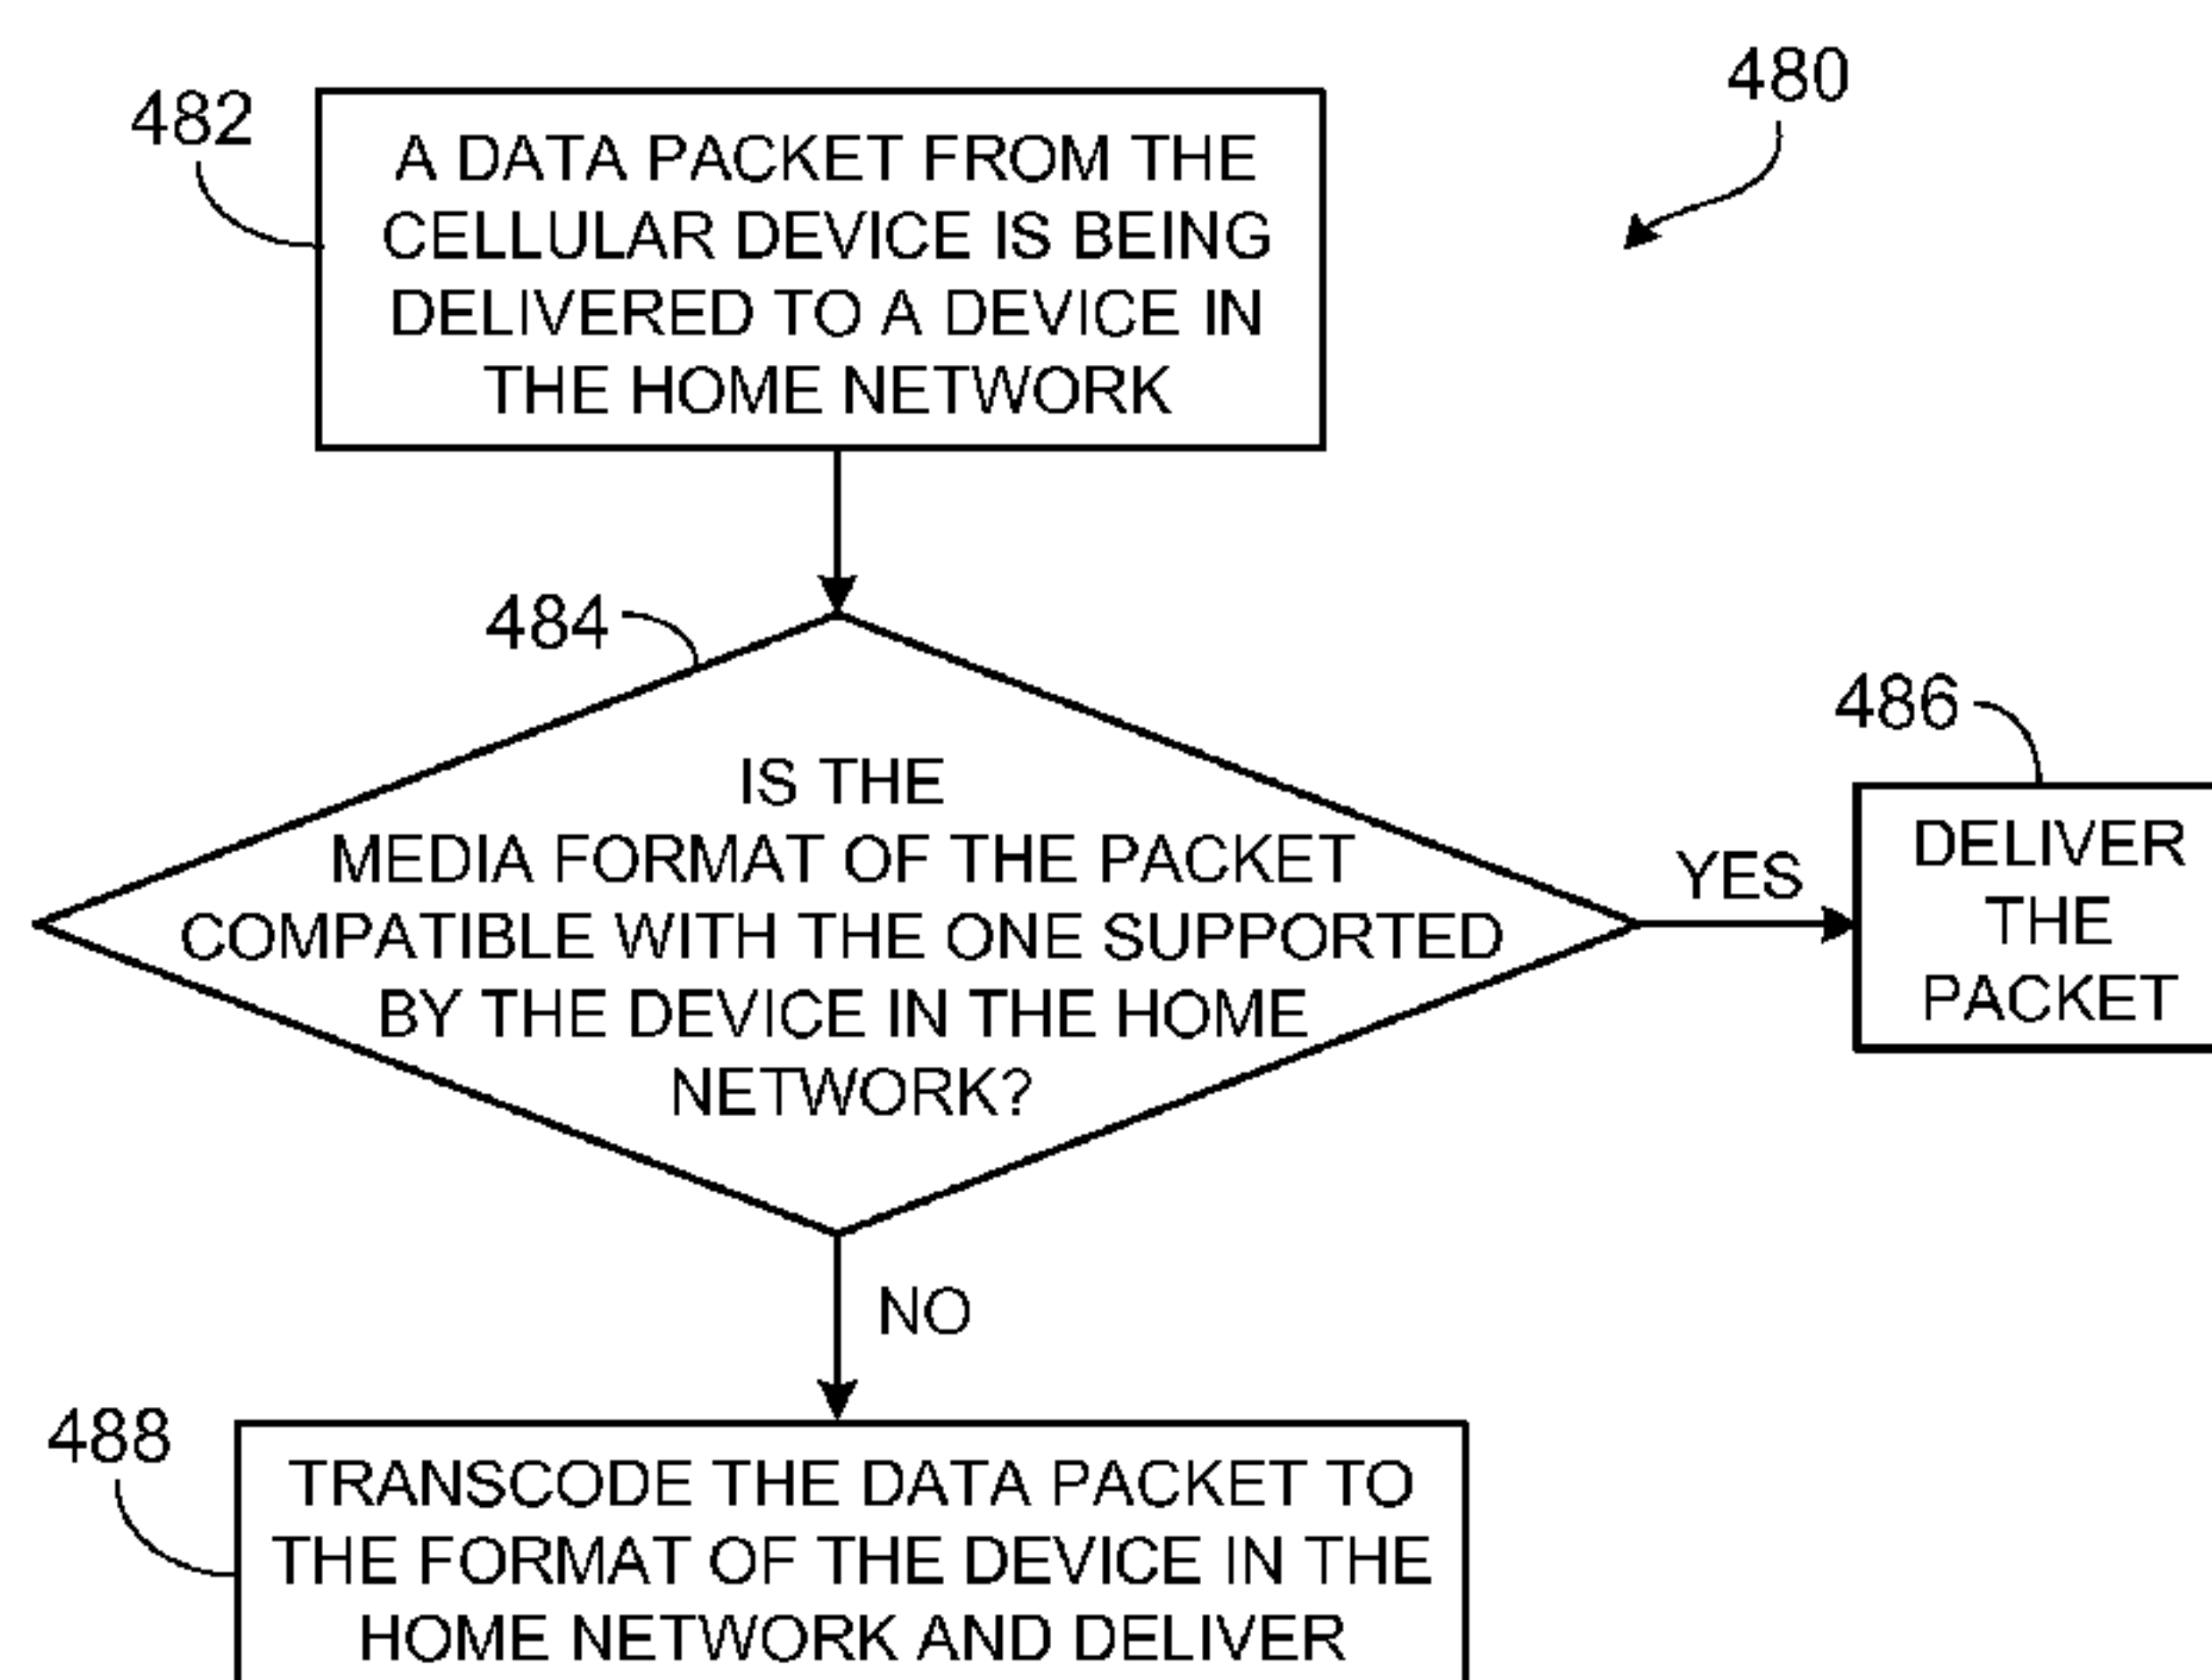 480
482
A DATA PACKET FROM THE
CELLULAR DEVICE IS BEING
DELIVERED TO A DEVICE IN
THE HOME NETWORK
484
IS THE
MEDIA FORMAT OF THE PACKET
COMPATIBLE WITH THE ONE SUPPORTED
BY THE DEVICE IN THE HOME
NETWORK?
YES
486
DELIVER
THE
PACKET
NO
488
TRANSCODE THE DATA PACKET TO
THE FORMAT OF THE DEVICE IN THE
HOME NETWORK AND DELIVER